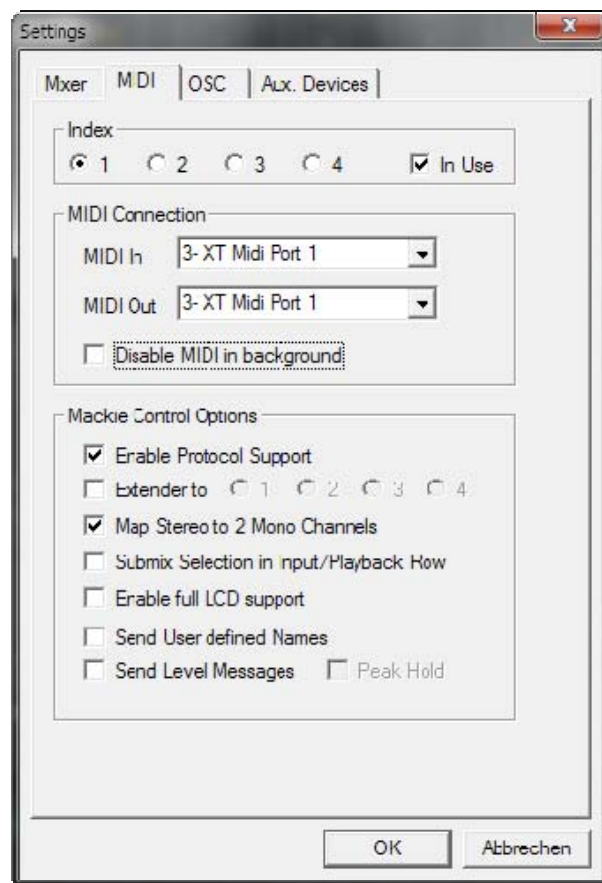 Settings
Mixer MIDI OSC Aux. Devices
Index
1 2 3 4 In Use
MIDI Connection
MIDI In 3- XT Midi Port 1
MIDI Out 3- XT Midi Port 1
Disable MIDI in background
Mackie Control Options
Enable Protocol Support
Extender to 1 2 3 4
Map Stereo to 2 Mono Channels
Submix Selection in Input/Playback Row
Enable full LCD support
Send User defined Names
Send Level Messages Peak Hold
OK Abbrechen